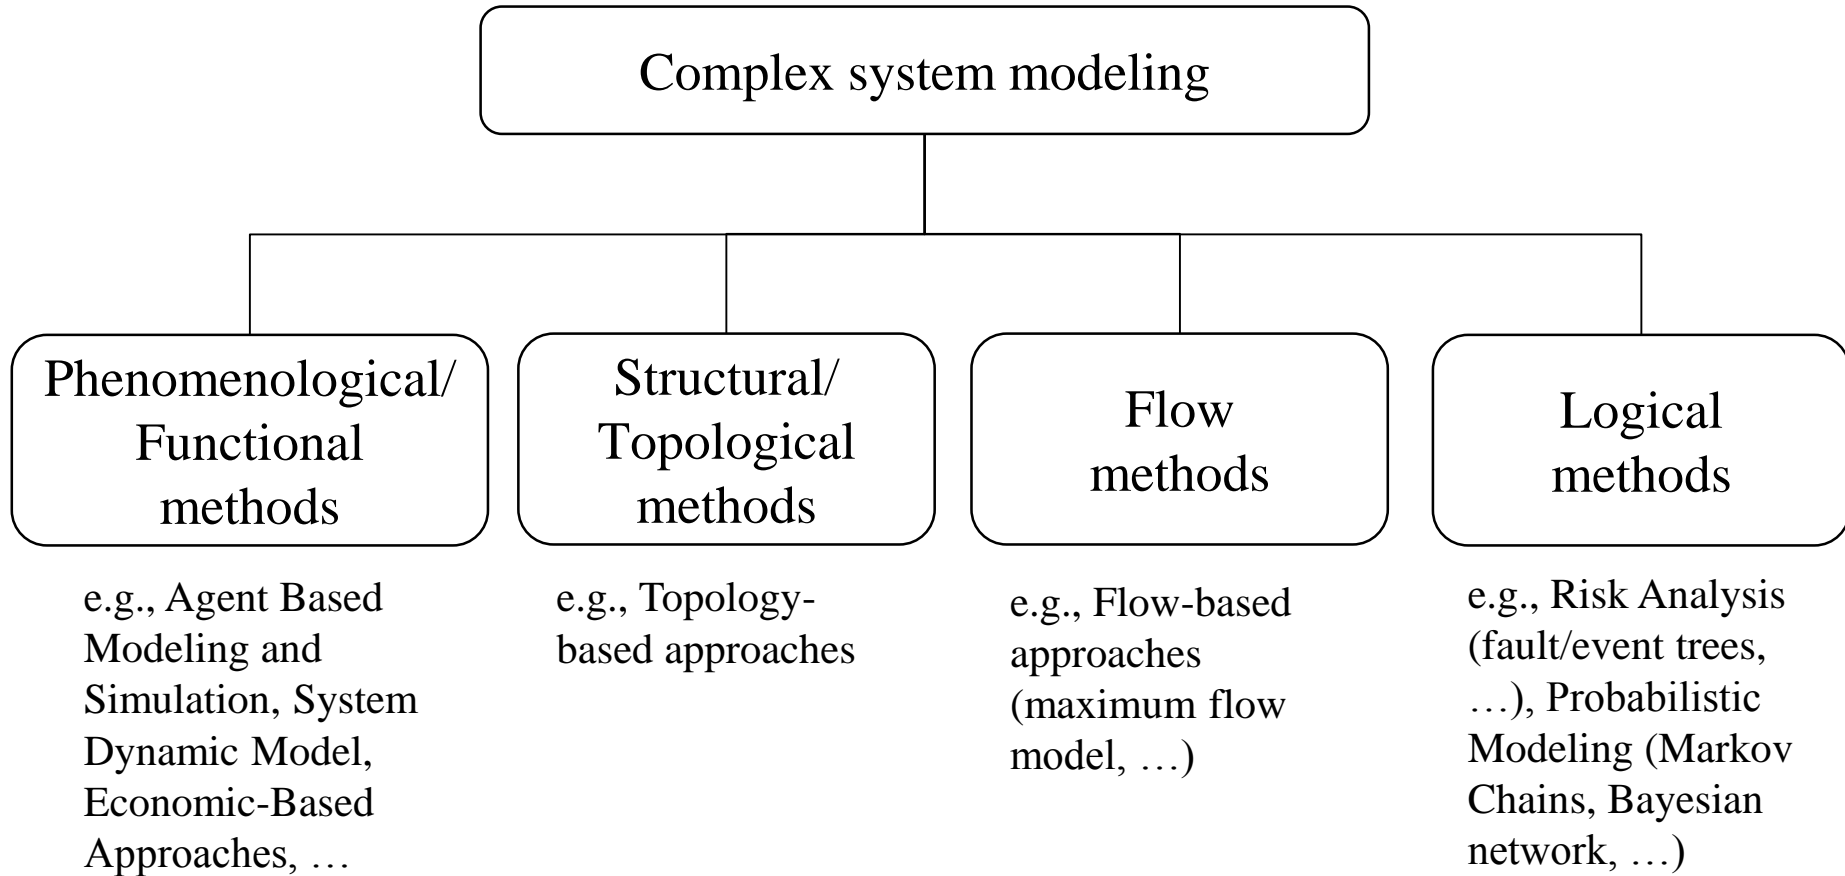 Complex system modeling
Phenomenological/
Functional
methods
Structural/
Topological
methods
Flow
methods
Logical
methods
e.g., Agent Based
Modeling and
Simulation, System
Dynamic Model,
Economic-Based
Approaches, …
e.g., Topology-
based approaches
e.g., Flow-based
approaches
(maximum flow
model, …)
e.g., Risk Analysis
(fault/event trees,
…), Probabilistic
Modeling (Markov
Chains, Bayesian
network, …)